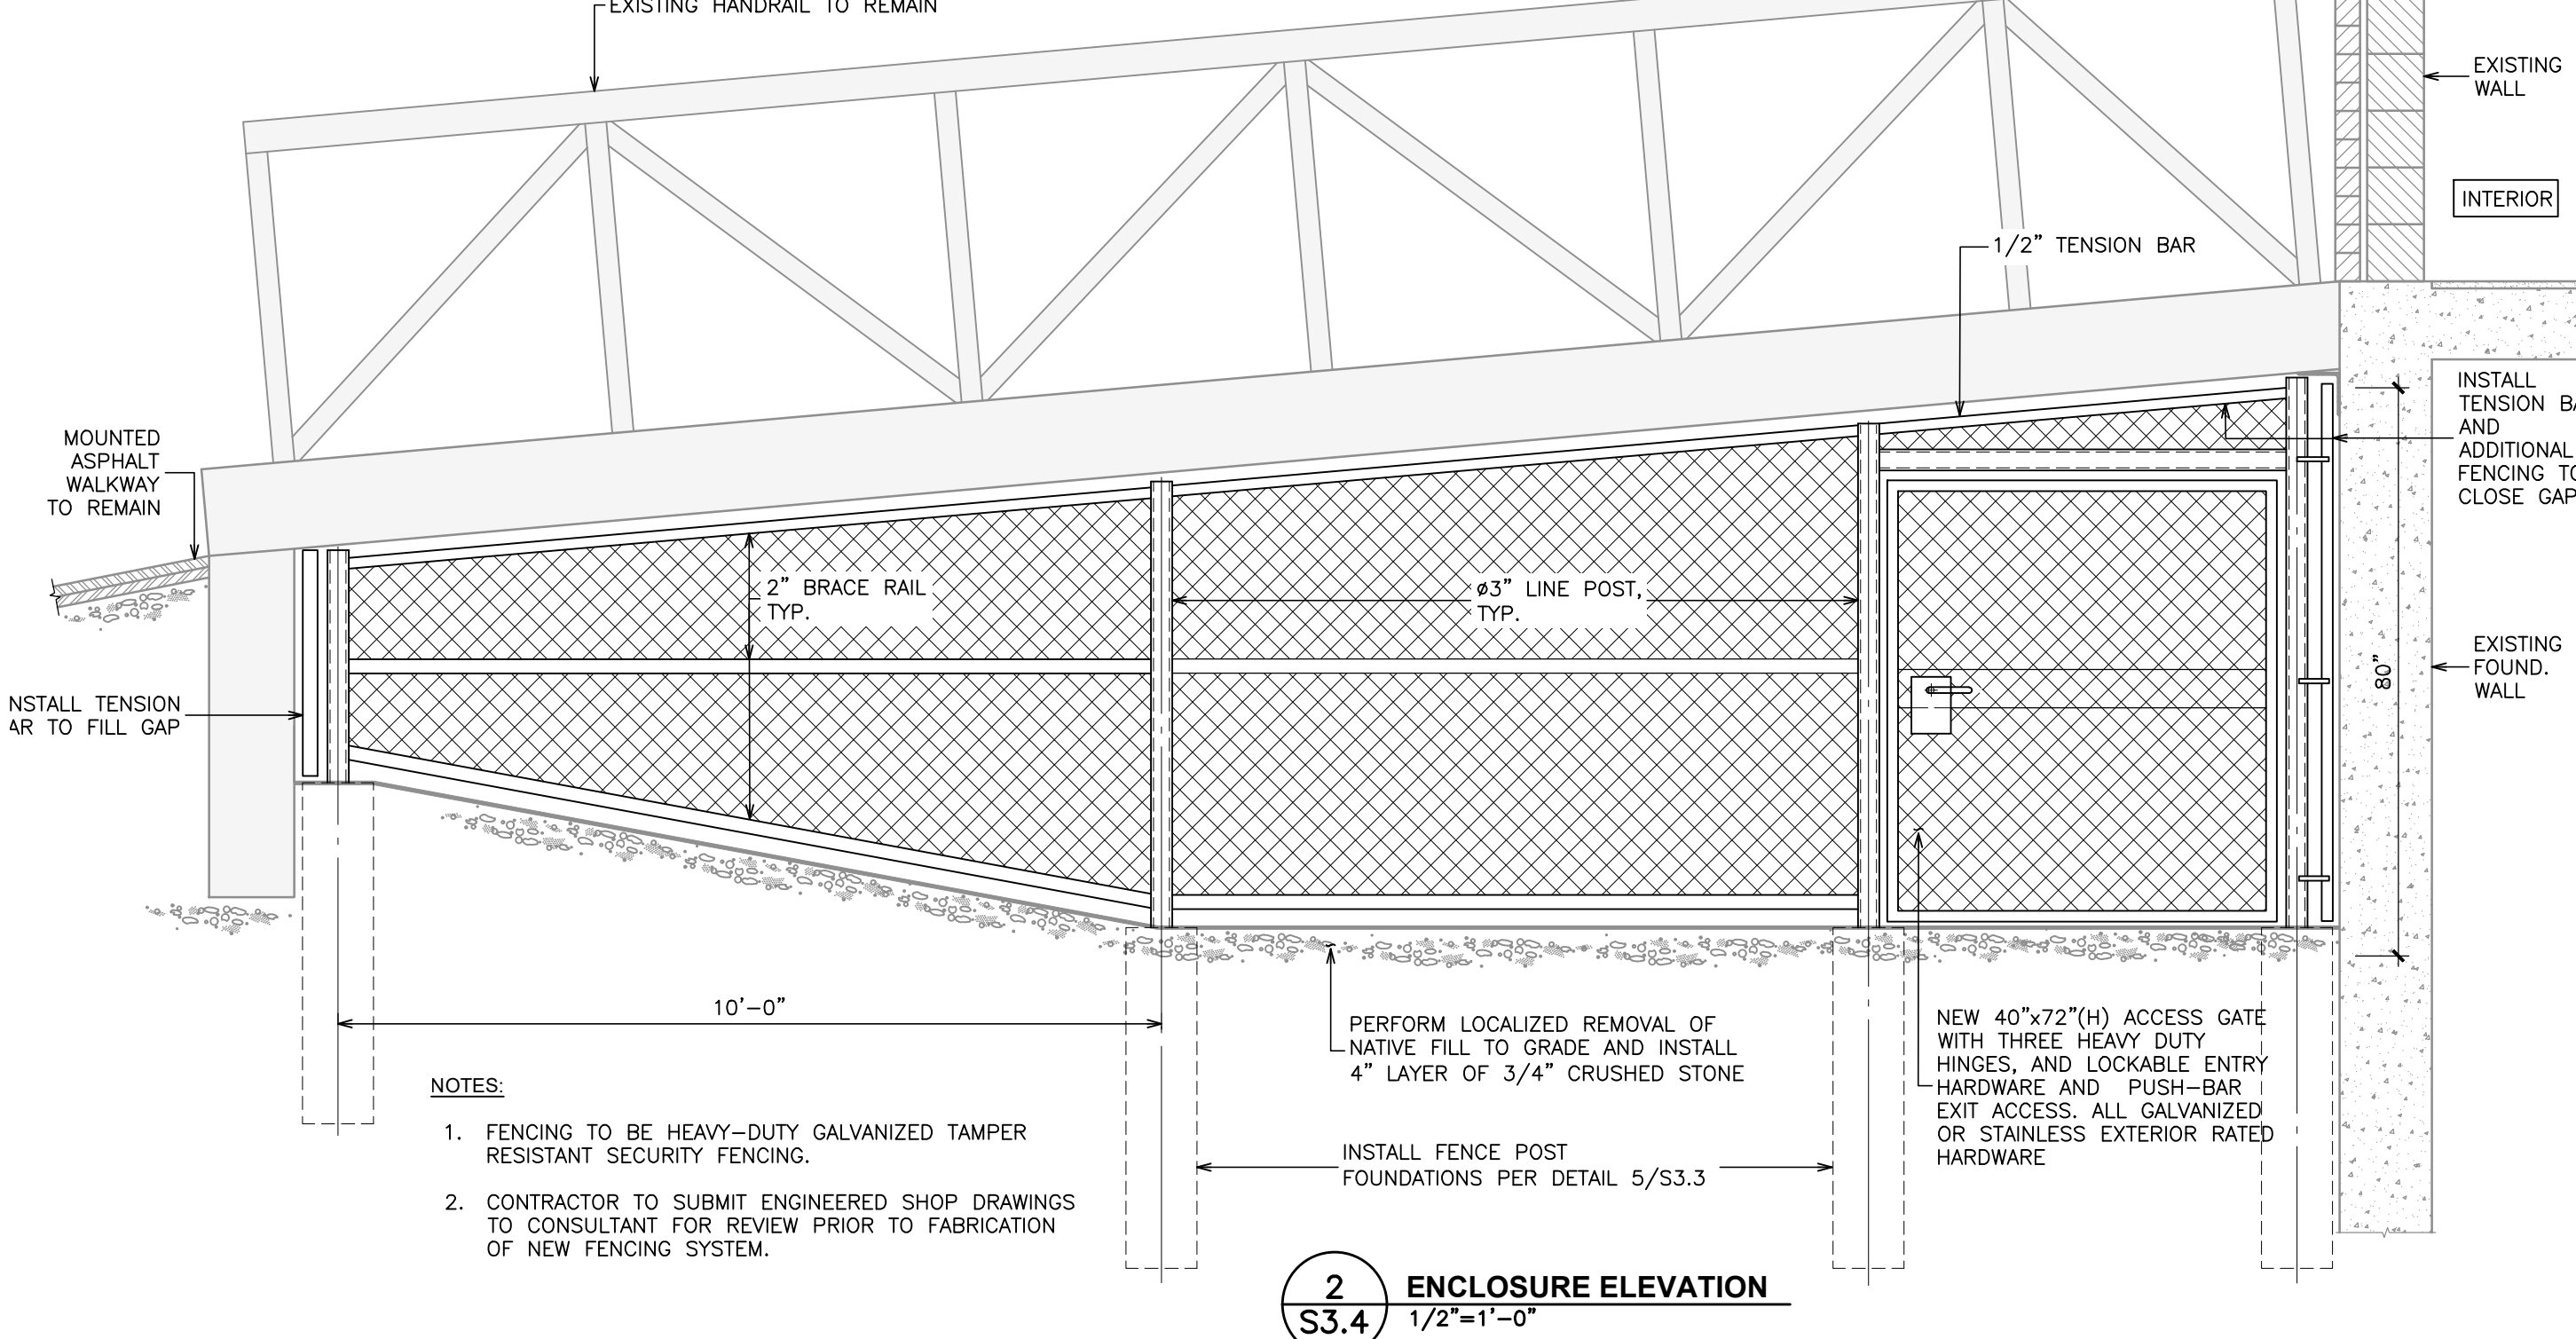 EXISTING HANDRAIL TO REMAIN
EXISTING
WALL
INTERIOR
1/2” TENSION BAR
MOUNTED
ASPHALT
WALKWAY
TO REMAIN
INSTALL
TENSION
AND
ADDITIONAL
FENCING
CLOSE GAP
2” BRACE RAIL
TYP.
ø3” LINE POST,
TYP.
EXISTING
FOUND.
WALL
80”
TENSION
TO FILL GAP
10’-0”
PERFORM LOCALIZED REMOVAL OF
NATIVE FILL TO GRADE AND INSTALL
4” LAYER OF 3/4” CRUSHED STONE
NEW 40”x72”(H) ACCESS GATE
WITH THREE HEAVY DUTY
HINGES, AND LOCKABLE ENTRY
HARDWARE AND PUSH-BAR
EXIT ACCESS. ALL GALVANIZED
OR STAINLESS EXTERIOR RATED
HARDWARE
NOTES:
1. FENCING TO BE HEAVY-DUTY GALVANIZED TAMPER
RESISTANT SECURITY FENCING.
2. CONTRACTOR TO SUBMIT ENGINEERED SHOP DRAWINGS
TO CONSULTANT FOR REVIEW PRIOR TO FABRICATION
OF NEW FENCING SYSTEM.
INSTALL FENCE POST
FOUNDATIONS PER DETAIL 5/S3.3
2
S3.4
ENCLOSURE ELEVATION
1/2”=1’-0”